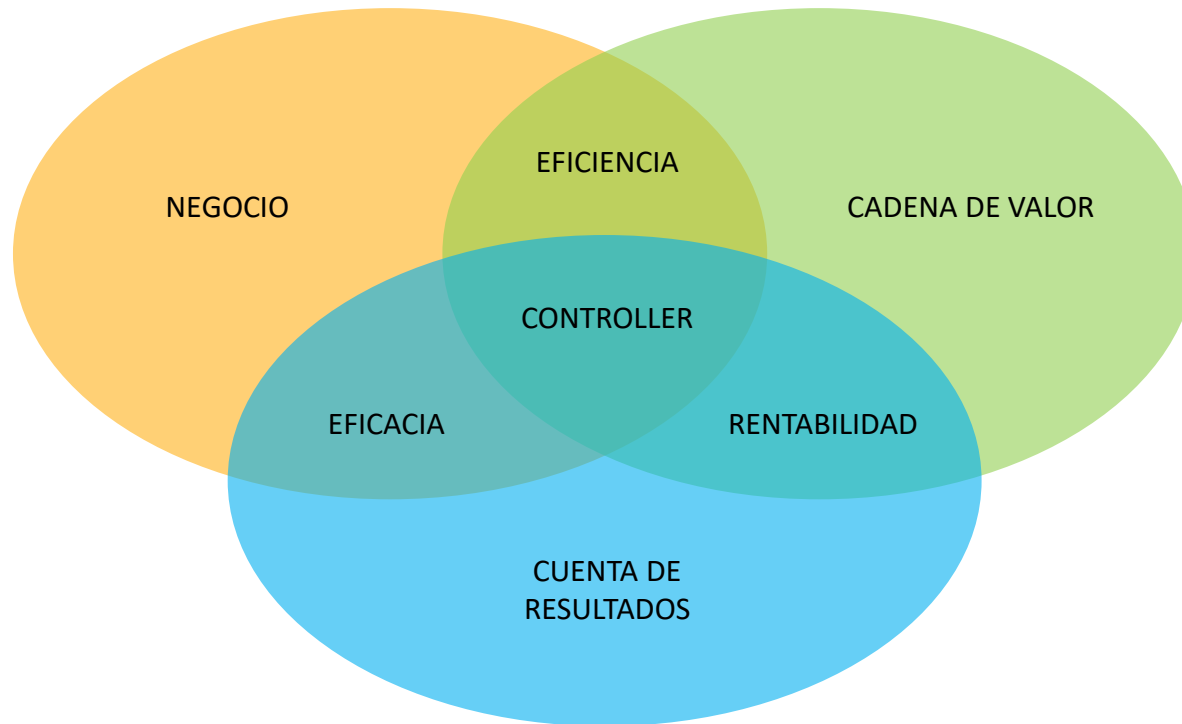 EFICIENCIA
NEGOCIO
CADENA DE VALOR
CONTROLLER
EFICACIA
RENTABILIDAD
CUENTA DE
RESULTADOS